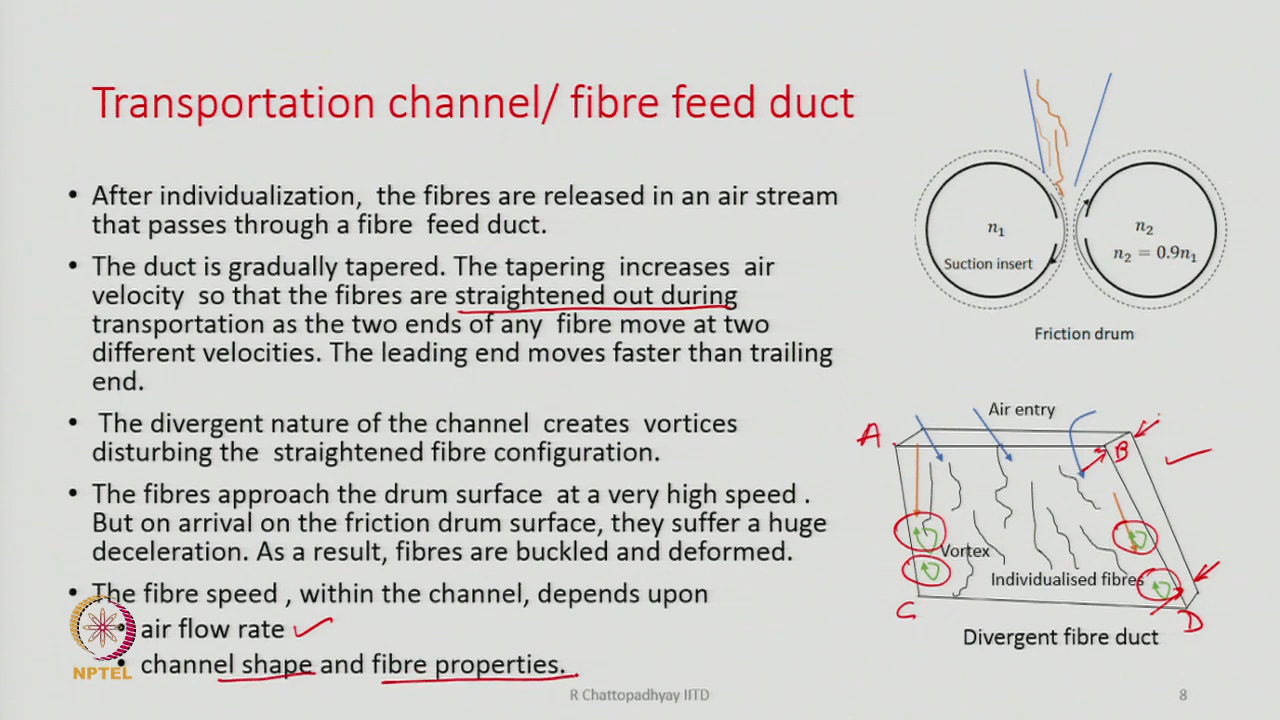 Transportation channel/ fibre feed duct
• After individualization, the fibres are released in an air stream
that passes through a fibre feed duct.
• The duct is gradually tapered. The tapering increases air
velocity so that the fibres are straightened out during
transportation as the two ends of any fibre move at two
different velocities. The leading end moves faster than trailing
end.
• The divergent nature of the channel creates vortices
disturbing the straightened fibre configuration.
• The fibres approach the drum surface at a very high speed .
But on arrival on the friction drum surface, they suffer a huge
deceleration. As a result, fibres are buckled and deformed.
• The fibre speed , within the channel, depends upon
• air flow rate
• channel shape and fibre properties.
n₁
Suction insert
n₂
n₂ = 0.9n₁
Friction drum
Air entry
A
B
Vortex
Individualised fibres
C
D
Divergent fibre duct
NPTEL
R Chattopadhyay IITD
8